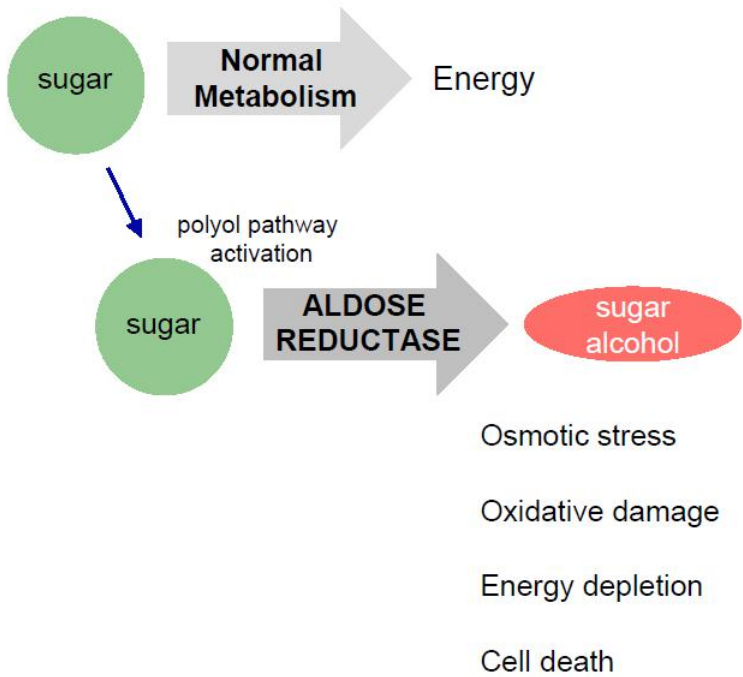 sugar
Normal
Metabolism
Energy
polyol pathway
activation
sugar
ALDOSE
REDUCTASE
sugar
alcohol
Osmotic stress
Oxidative damage
Energy depletion
Cell death